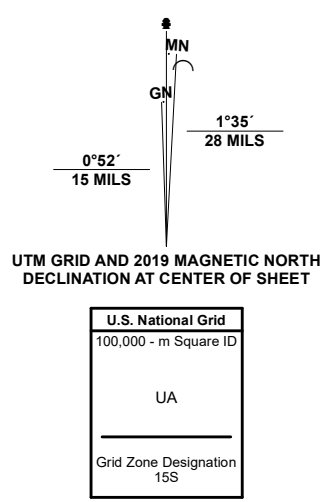 MN
GN
1°35´
28 MILS
0°52´
15 MILS
UTM GRID AND 2019 MAGNETIC NORTH
DECLINATION AT CENTER OF SHEET
U.S. National Grid
100,000 - m Square ID
UA
Grid Zone Designation
15S